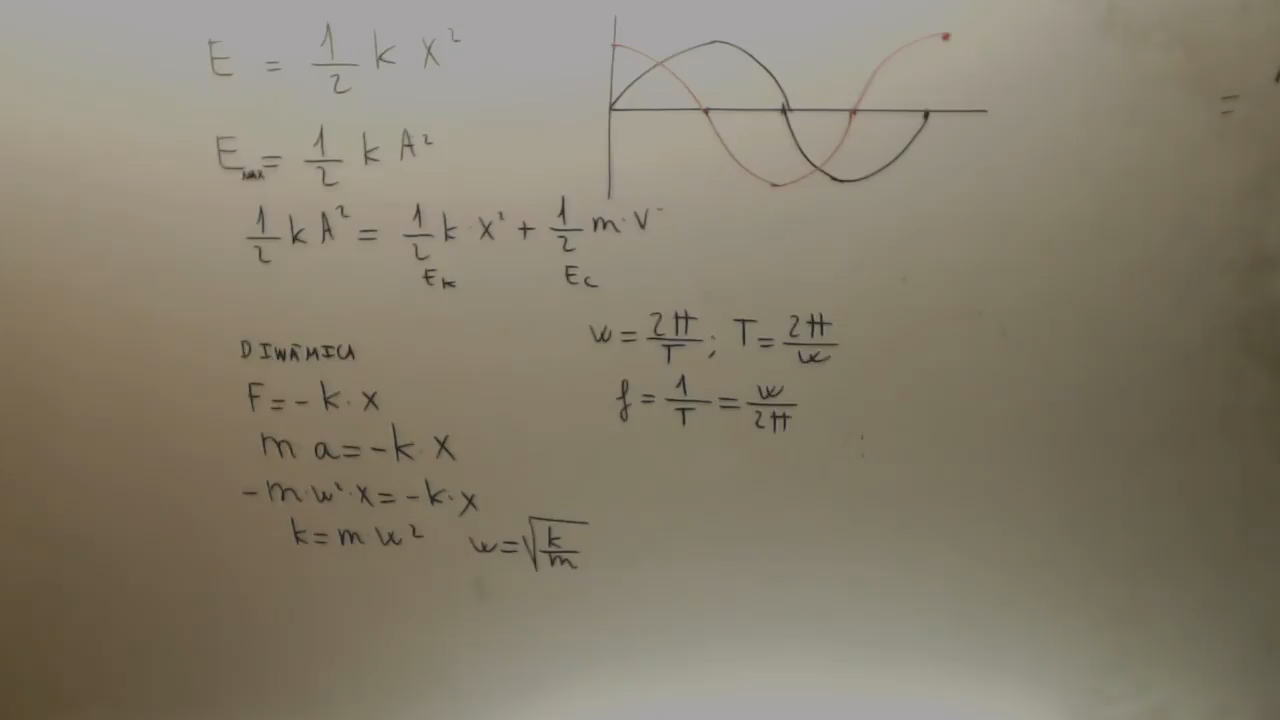 E = 1/2 k x²
E_max = 1/2 k A²
1/2 k A² = 1/2 k · x² + 1/2 m · v
E_k E_c
DINÁMICA
F = - k · x
m a = - k · x
- m · w² · x = - k · x
k = m w² w = √(k/m)
w = 2π/T ; T = 2π/w
f = 1/T = w/2π
=